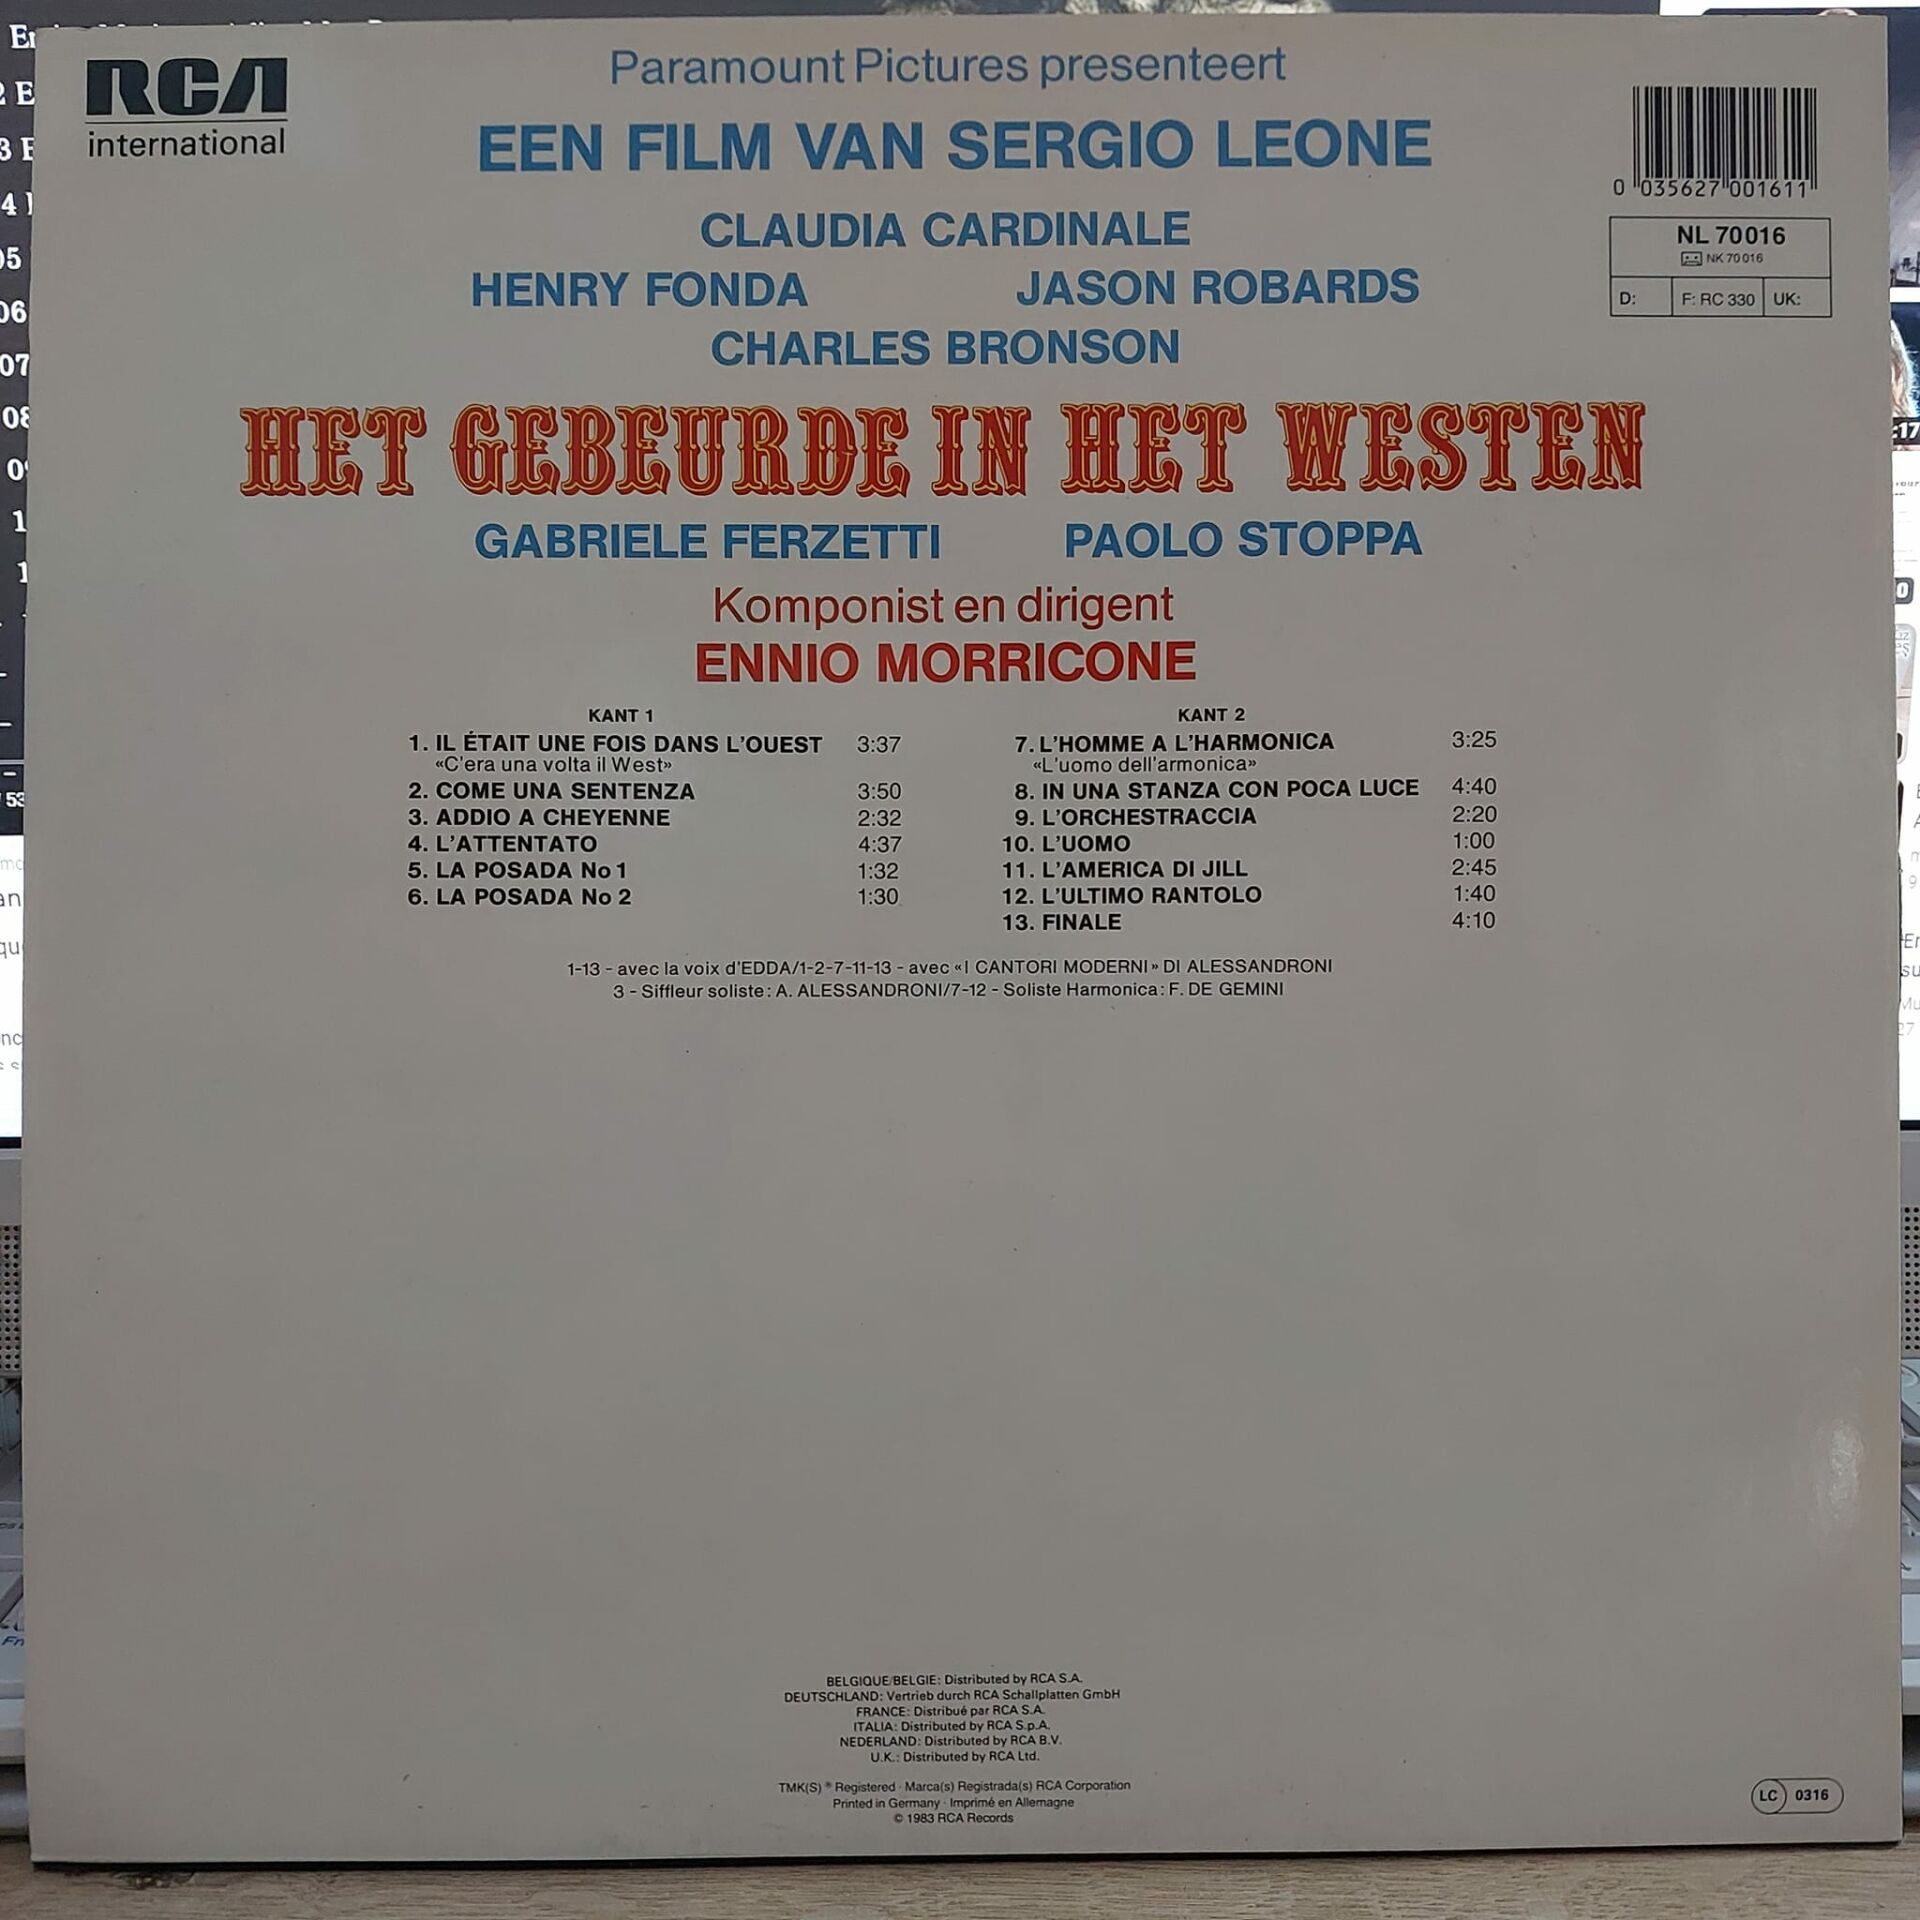 RCA
international
Paramount Pictures presenteert
EEN FILM VAN SERGIO LEONE
CLAUDIA CARDINALE
HENRY FONDA JASON ROBARDS
CHARLES BRONSON
0 035627 001611
NL 70016
NK 70016
D: F: RC 330 UK:
HET GEBEURDE IN HET WESTEN
GABRIELE FERZETTI PAOLO STOPPA
Komponist en dirigent
ENNIO MORRICONE
KANT 1
1. IL ÉTAIT UNE FOIS DANS L'OUEST 3:37
«C'era una volta il West»
2. COME UNA SENTENZA 3:50
3. ADDIO A CHEYENNE 2:32
4. L'ATTENTATO 4:37
5. LA POSADA No 1 1:32
6. LA POSADA No 2 1:30
KANT 2
7. L'HOMME A L'HARMONICA 3:25
«L'uomo dell'armonica»
8. IN UNA STANZA CON POCA LUCE 4:40
9. L'ORCHESTRACCIA 2:20
10. L'UOMO 1:00
11. L'AMERICA DI JILL 2:45
12. L'ULTIMO RANTOLO 1:40
13. FINALE 4:10
1-13 - avec la voix d'EDDA/1-2-7-11-13 - avec «I CANTORI MODERNI» DI ALESSANDRONI
3 - Siffleur soliste: A. ALESSANDRONI/7-12 - Soliste Harmonica: F. DE GEMINI
BELGIQUE/BELGIE: Distributed by RCA S.A.
DEUTSCHLAND: Vertrieb durch RCA Schallplatten GmbH
FRANCE: Distribué par RCA S.A.
ITALIA: Distributed by RCA S.p.A.
NEDERLAND: Distributed by RCA B.V.
U.K.: Distributed by RCA Ltd.
TMK(S) ® Registered · Marca(s) Registrada(s) RCA Corporation
Printed in Germany · Imprimé en Allemagne
© 1983 RCA Records
LC 0316